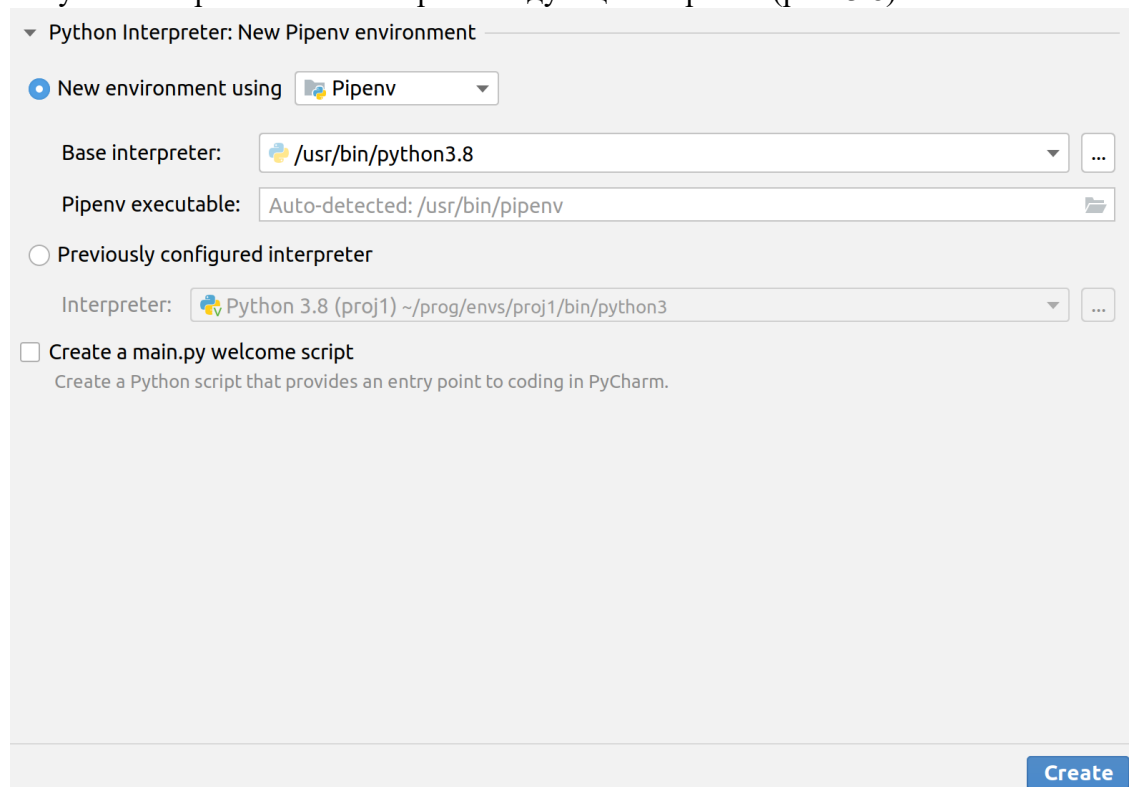 Python Interpreter: New Pipenv environment
New environment using Pipenv
Base interpreter: /usr/bin/python3.8 ...
Pipenv executable: Auto-detected: /usr/bin/pipenv
Previously configured interpreter
Interpreter: Python 3.8 (proj1) ~/prog/envs/proj1/bin/python3 ...
Create a main.py welcome script
Create a Python script that provides an entry point to coding in PyCharm.
Create